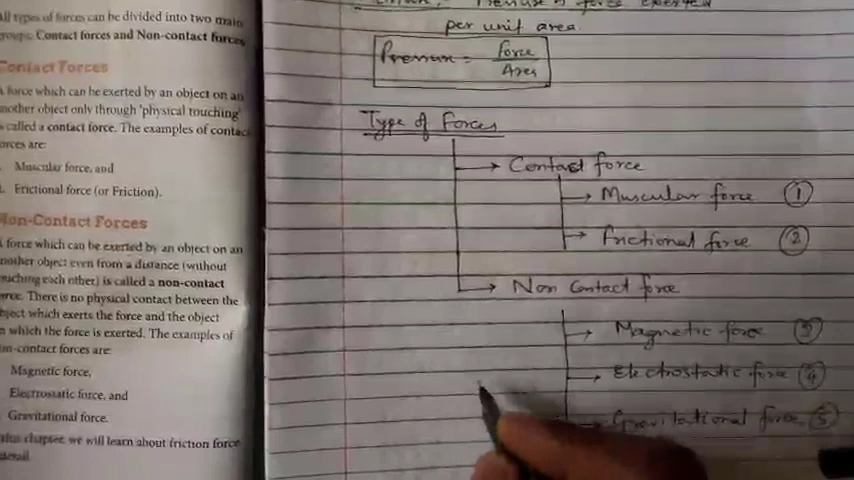 All types of forces can be divided into two main
groups: Contact forces and Non-contact forces
Contact Forces
A force which can be exerted by an object on an
another object only through 'physical touching'
is called a contact force. The examples of contact
forces are:
Muscular force, and
Frictional force (or Friction).
Non-Contact Forces
A force which can be exerted by an object on an
another object even from a distance (without
touching each other) is called a non-contact
force. There is no physical contact between the
object which exerts the force and the object
on which the force is exerted. The examples of
non-contact forces are:
Magnetic force,
Electrostatic force, and
Gravitational force.
chapter, we will learn about friction force
detail.
per unit area
Pressure = Force
Area
Type of Forces
Contact force
Muscular force 1
Frictional force 2
Non Contact force
Magnetic force 3
Electrostatic force 4
Gravitational force 5